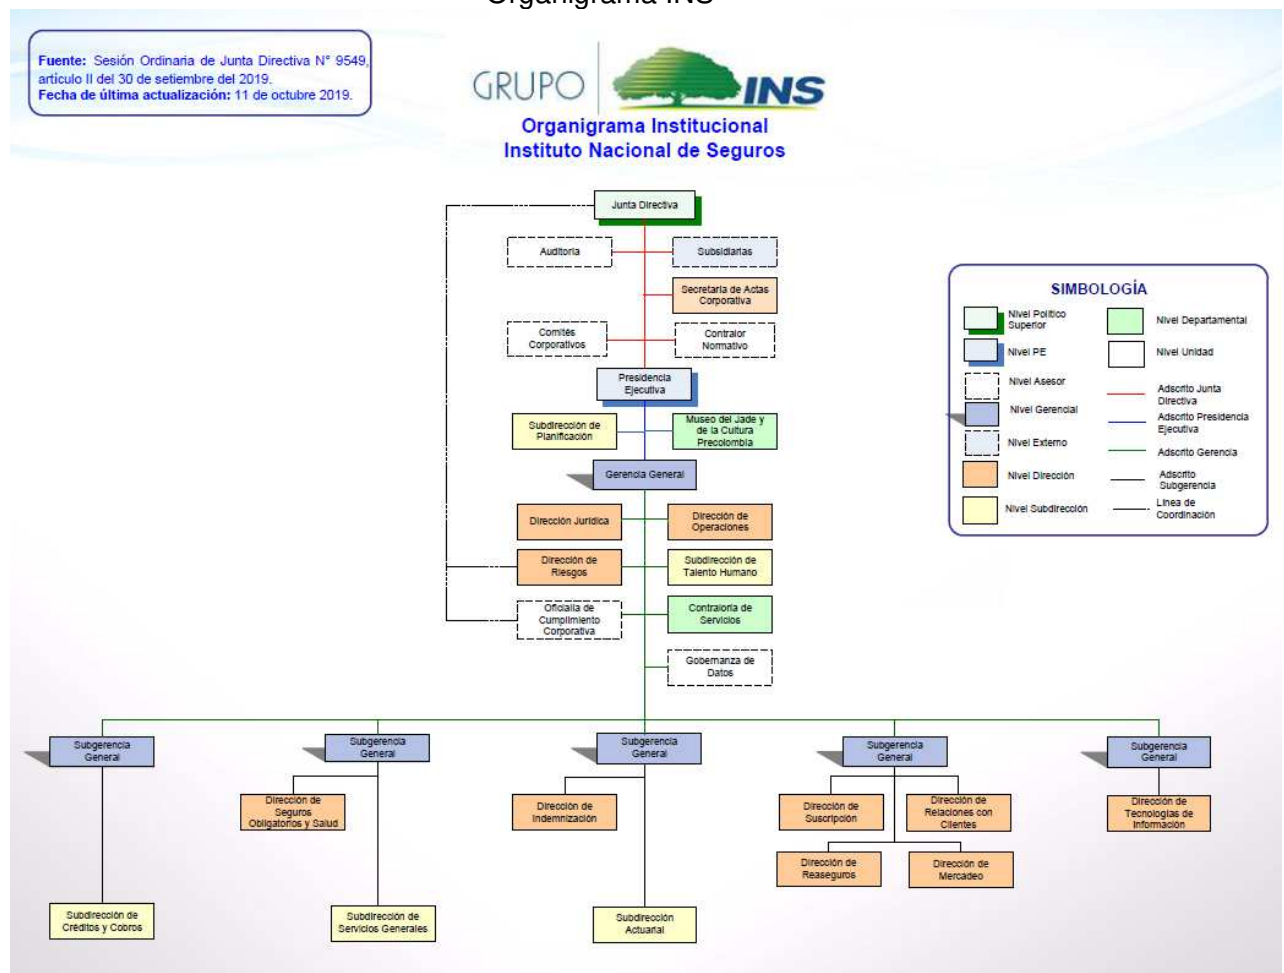 Organigrama INS
Fuente: Sesión Ordinaria de Junta Directiva N° 9549,
artículo II del 30 de setiembre del 2019.
Fecha de última actualización: 11 de octubre 2019.
GRUPO INS
Organigrama Institucional
Instituto Nacional de Seguros
Junta Directiva
Auditoría
Subsidiarias
Secretaría de Actas
Corporativa
Comités
Corporativos
Contralor
Normativo
Presidencia
Ejecutiva
Subdirección de
Planificación
Museo del Jade y
de la Cultura
Precolombia
Gerencia General
Dirección Jurídica
Dirección de
Operaciones
Dirección de
Riesgos
Subdirección de
Talento Humano
Oficialía de
Cumplimiento
Corporativa
Contraloría de
Servicios
Gobernanza de
Datos
SIMBOLOGÍA
Nivel Político
Superior
Nivel Departamental
Nivel PE
Nivel Unidad
Nivel Asesor
Adscrito Junta
Directiva
Nivel Gerencial
Adscrito Presidencia
Ejecutiva
Nivel Externo
Adscrito Gerencia
Nivel Dirección
Adscrito
Subgerencia
Nivel Subdirección
Línea de
Coordinación
Subgerencia
General
Subgerencia
General
Subgerencia
General
Subgerencia
General
Subgerencia
General
Dirección de
Seguros
Obligatorios y Salud
Dirección de
Indemnización
Dirección de
Suscripción
Dirección de
Relaciones con
Clientes
Dirección de
Tecnologías de
Información
Dirección de
Reaseguros
Dirección de
Mercadeo
Subdirección de
Créditos y Cobros
Subdirección de
Servicios Generales
Subdirección
Actuarial